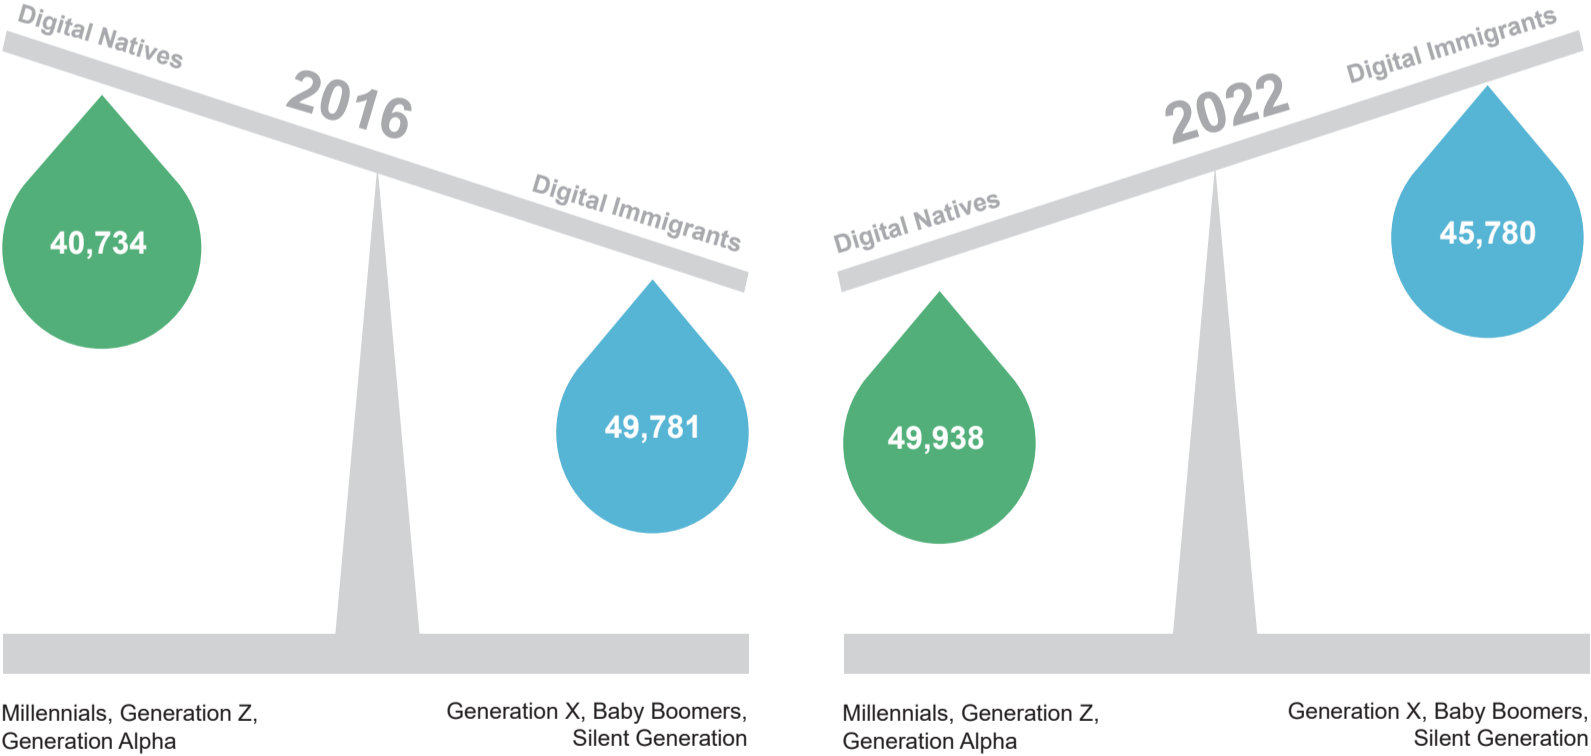 Digital Natives
2016
Digital Immigrants
40,734
49,781
Millennials, Generation Z,
Generation Alpha
Generation X, Baby Boomers,
Silent Generation
Digital Immigrants
2022
Digital Natives
45,780
49,938
Millennials, Generation Z,
Generation Alpha
Generation X, Baby Boomers,
Silent Generation